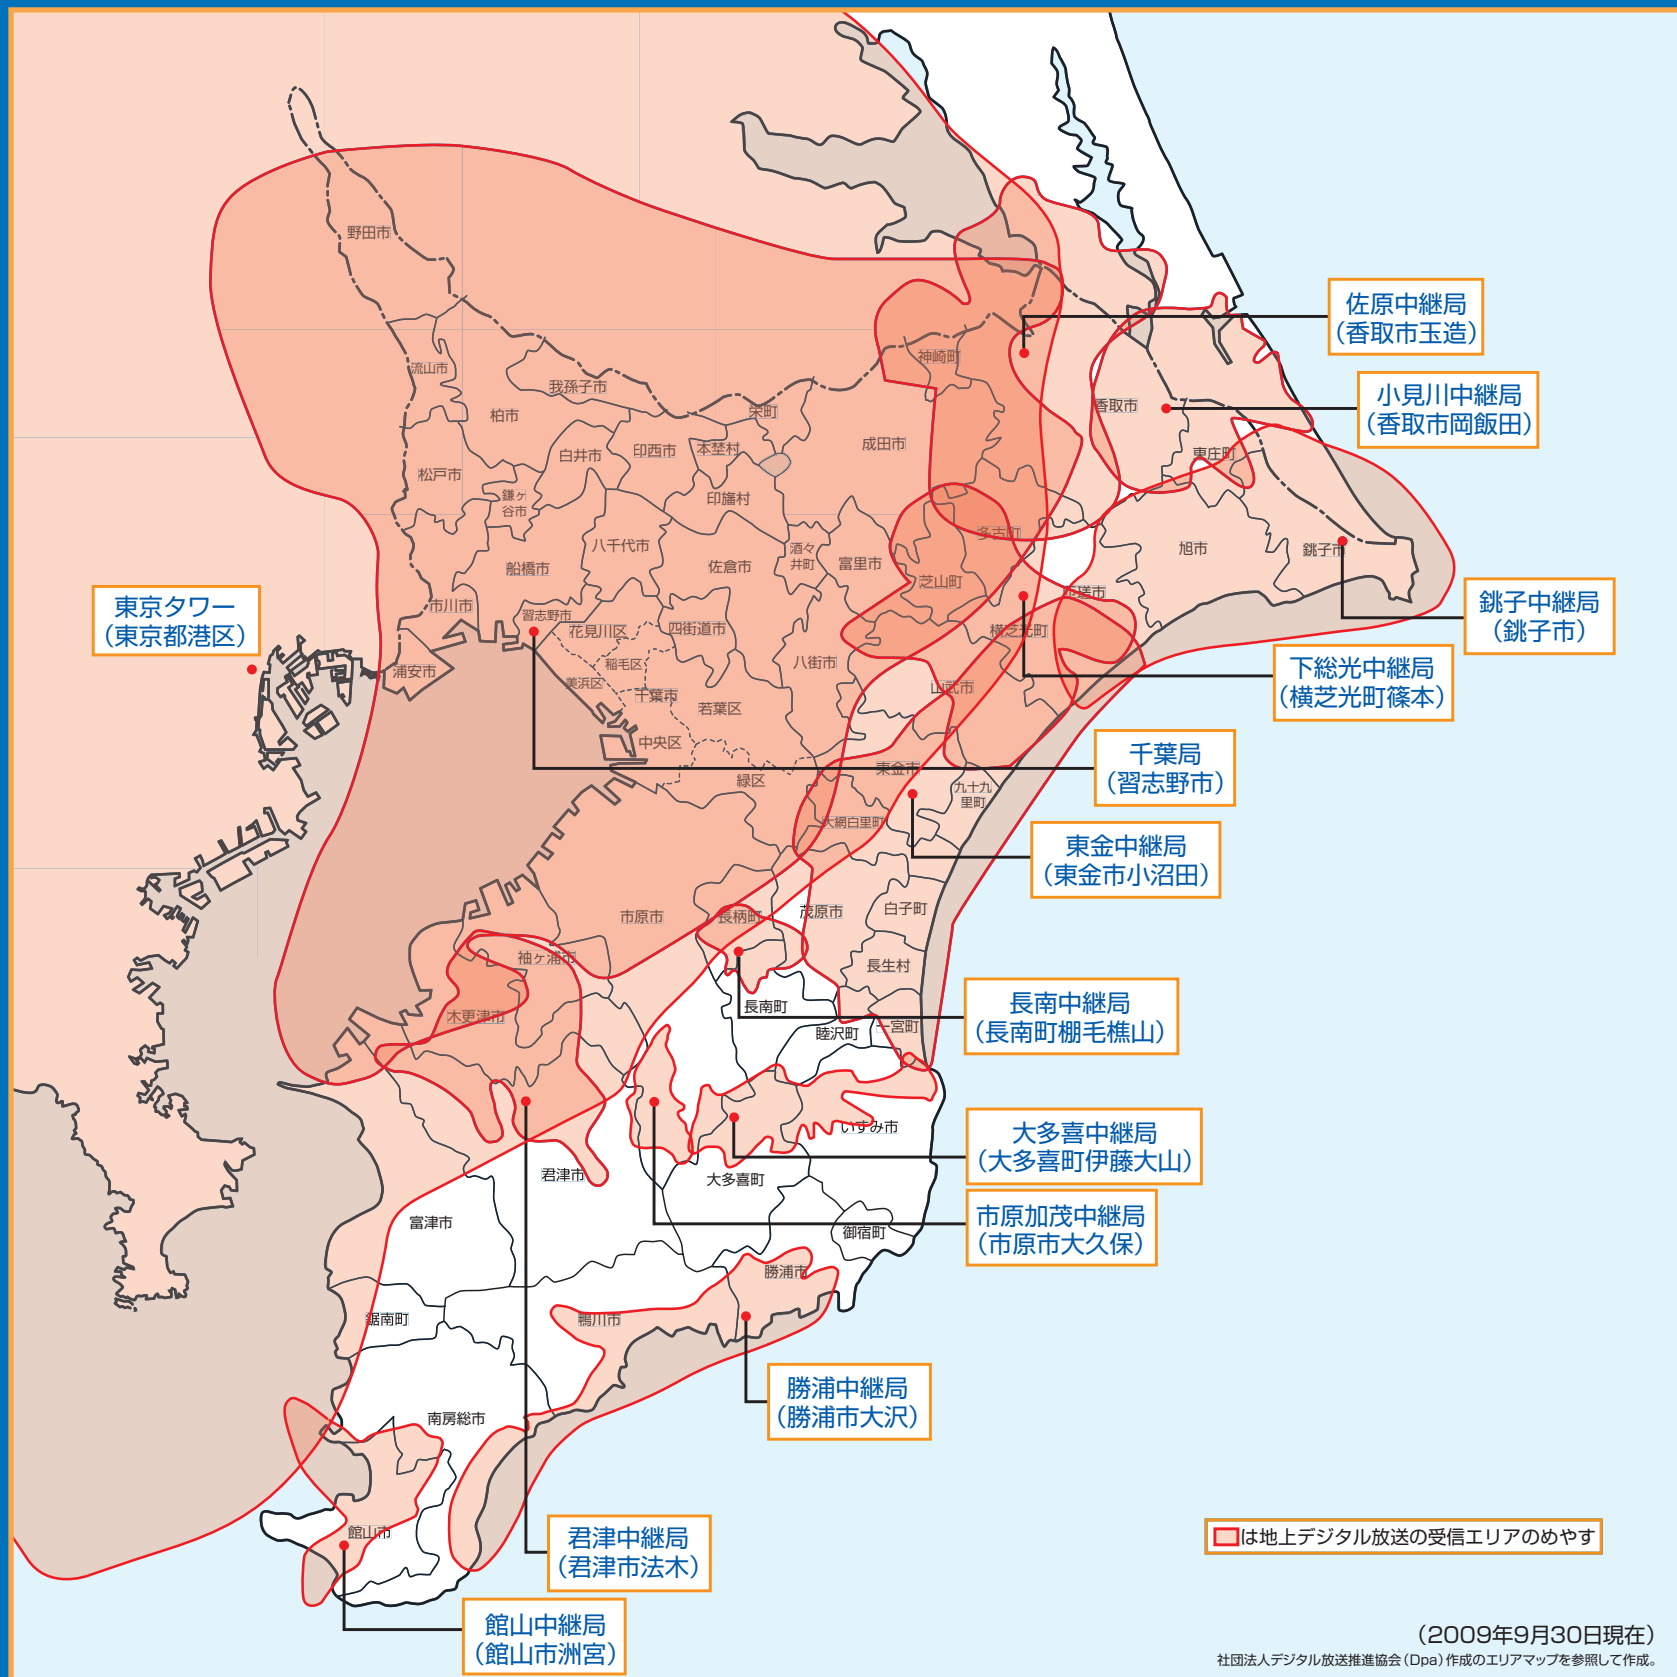 野田市
流山市
我孫子市
柏市
栄町
神崎町
成田市
香取市
東庄町
松戸市
白井市
印西市
本埜村
鎌ヶ
谷市
印旛村
八千代市
酒々
井町
多古町
旭市
銚子市
船橋市
佐倉市
富里市
芝山町
匝瑳市
市川市
習志野市
花見川区
四街道市
横芝光町
浦安市
稲毛区
美浜区
千葉市
若葉区
八街市
山武市
中央区
緑区
東金市
九十九
里町
大網白里町
市原市
長柄町
茂原市
白子町
袖ヶ浦市
長生村
木更津市
長南町
睦沢町
一宮町
いすみ市
君津市
大多喜町
富津市
御宿町
勝浦市
鋸南町
鴨川市
南房総市
館山市
東京タワー
（東京都港区）
佐原中継局
（香取市玉造）
小見川中継局
（香取市岡飯田）
銚子中継局
（銚子市）
下総光中継局
（横芝光町篠本）
千葉局
（習志野市）
東金中継局
（東金市小沼田）
長南中継局
（長南町棚毛樵山）
大多喜中継局
（大多喜町伊藤大山）
市原加茂中継局
（市原市大久保）
勝浦中継局
（勝浦市大沢）
君津中継局
（君津市法木）
館山中継局
（館山市洲宮）
は地上デジタル放送の受信エリアのめやす
（2009年9月30日現在）
社団法人デジタル放送推進協会（Dpa）作成のエリアマップを参照して作成。